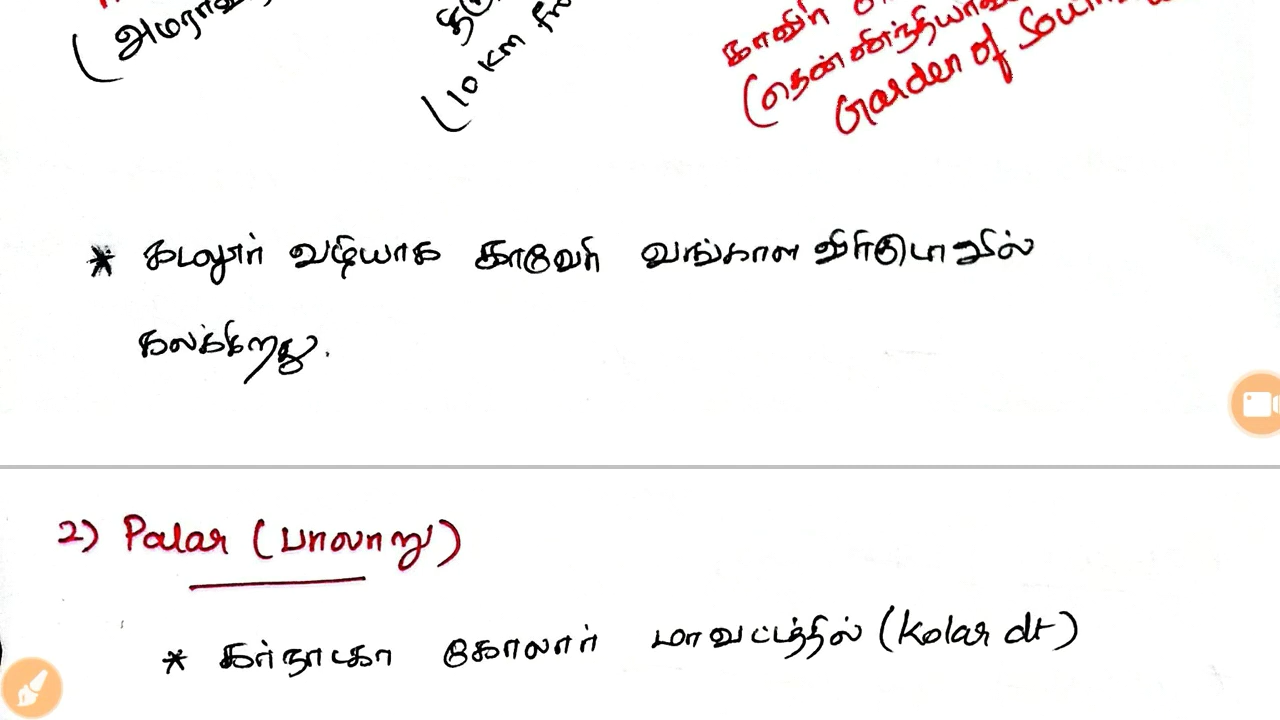 (அமராவ
(10 km fro
காவிரி
(தென்னிந்தியாவி
Garden of South
* கடலூர் வழியாக காவேரி வங்காள விரிகுடாவில்
கலக்கிறது.
2) Palar (பாலாறு)
* கர்நாடகா கோலார் மாவட்டத்தில் (Kolar dt)